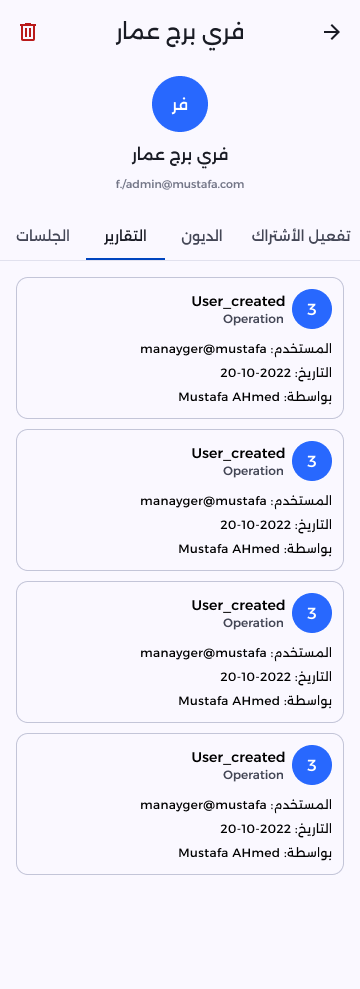 فري برج عمار
فر
فري برج عمار
f./admin@mustafa.com
تفعيل الأشتراك
الديون
التقارير
الجلسات
3
User_created
Operation
المستخدم: manayger@mustafa
التاريخ: 2022-10-20
بواسطة: Mustafa AHmed
3
User_created
Operation
المستخدم: manayger@mustafa
التاريخ: 2022-10-20
بواسطة: Mustafa AHmed
3
User_created
Operation
المستخدم: manayger@mustafa
التاريخ: 2022-10-20
بواسطة: Mustafa AHmed
3
User_created
Operation
المستخدم: manayger@mustafa
التاريخ: 2022-10-20
بواسطة: Mustafa AHmed